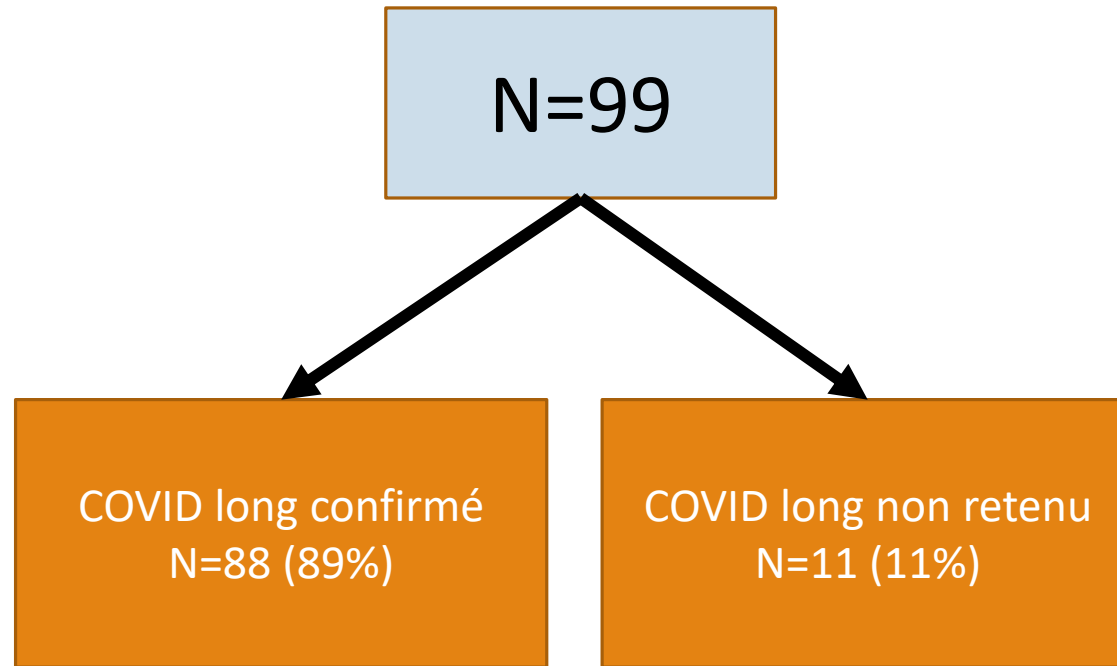 N=99
COVID long confirmé
N=88 (89%)
COVID long non retenu
N=11 (11%)